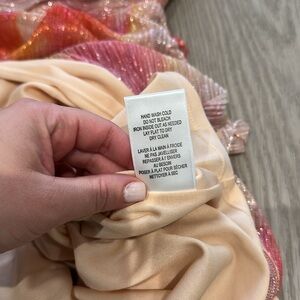 HAND WASH COLD
DO NOT BLEACH
IRON INSIDE OUT AS NEEDED
LAY FLAT TO DRY
DRY CLEAN
LAVER À LA MAIN À FROIDE
NE PAS JAVELLISER
REPASSER À L'ENVERS
AU BESOIN
POSER À PLAT POUR SÉCHER
NETTOYER À SEC